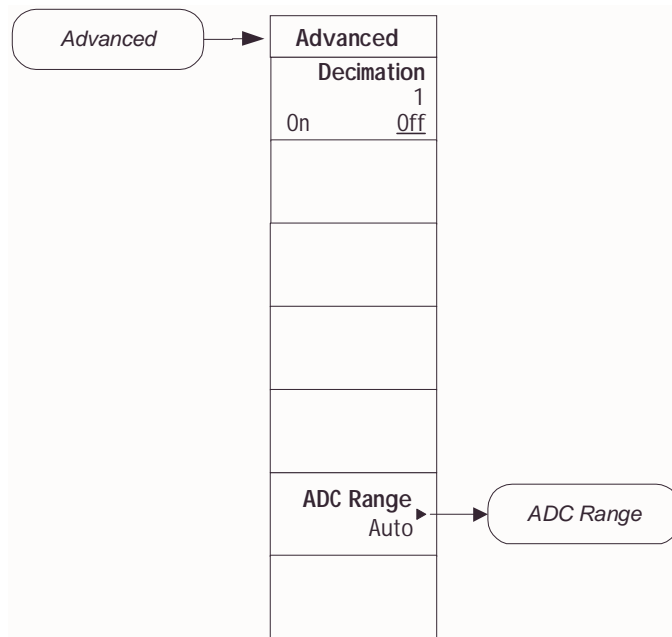 Advanced
Advanced
Decimation
1
On Off
ADC Range
Auto
ADC Range